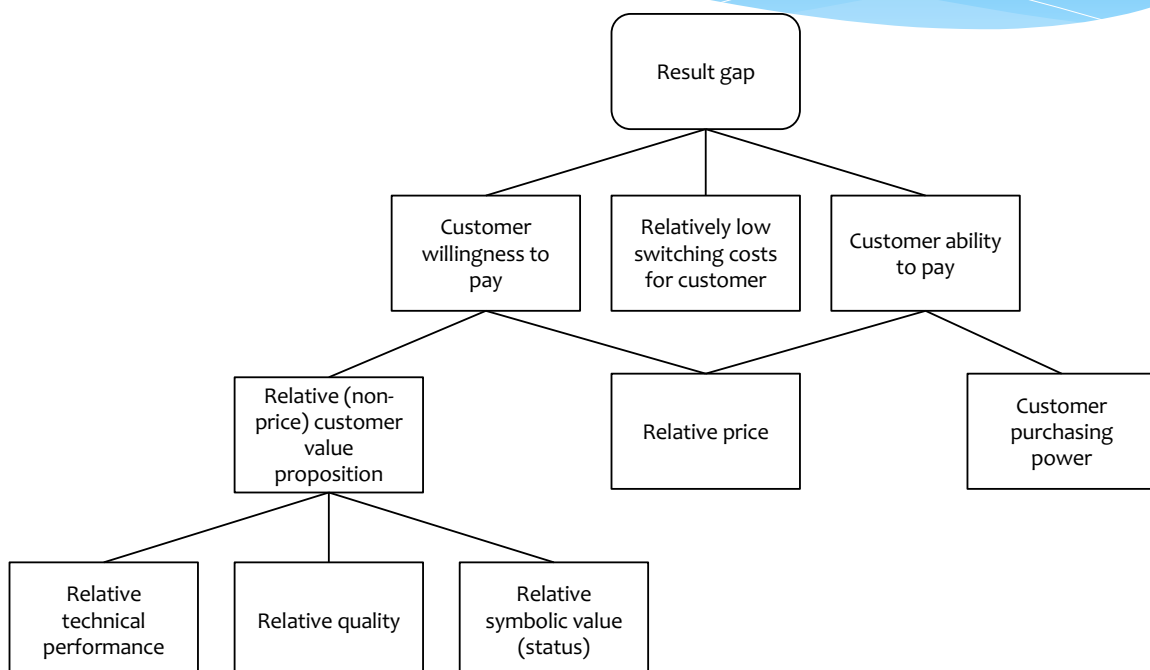 Result gap
Customer
willingness to
pay
Relatively low
switching costs
for customer
Customer ability
to pay
Relative (non-
price) customer
value
proposition
Relative price
Customer
purchasing
power
Relative
technical
performance
Relative quality
Relative
symbolic value
(status)